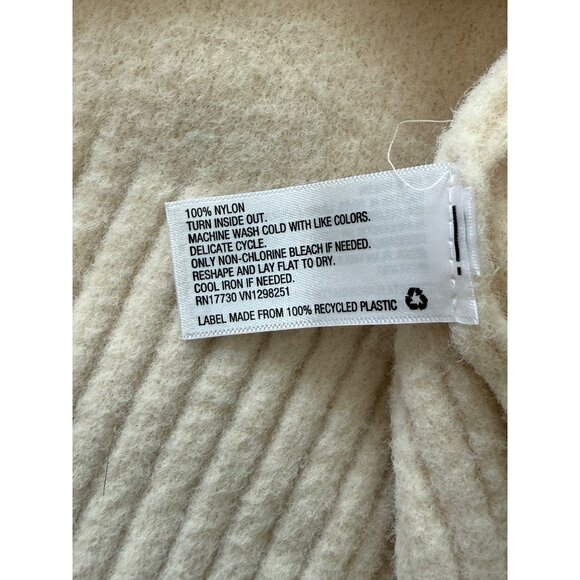 100% NYLON
TURN INSIDE OUT.
MACHINE WASH COLD WITH LIKE COLORS.
DELICATE CYCLE.
ONLY NON-CHLORINE BLEACH IF NEEDED.
RESHAPE AND LAY FLAT TO DRY.
COOL IRON IF NEEDED.
RN17730 VN1298251
LABEL MADE FROM 100% RECYCLED PLASTIC